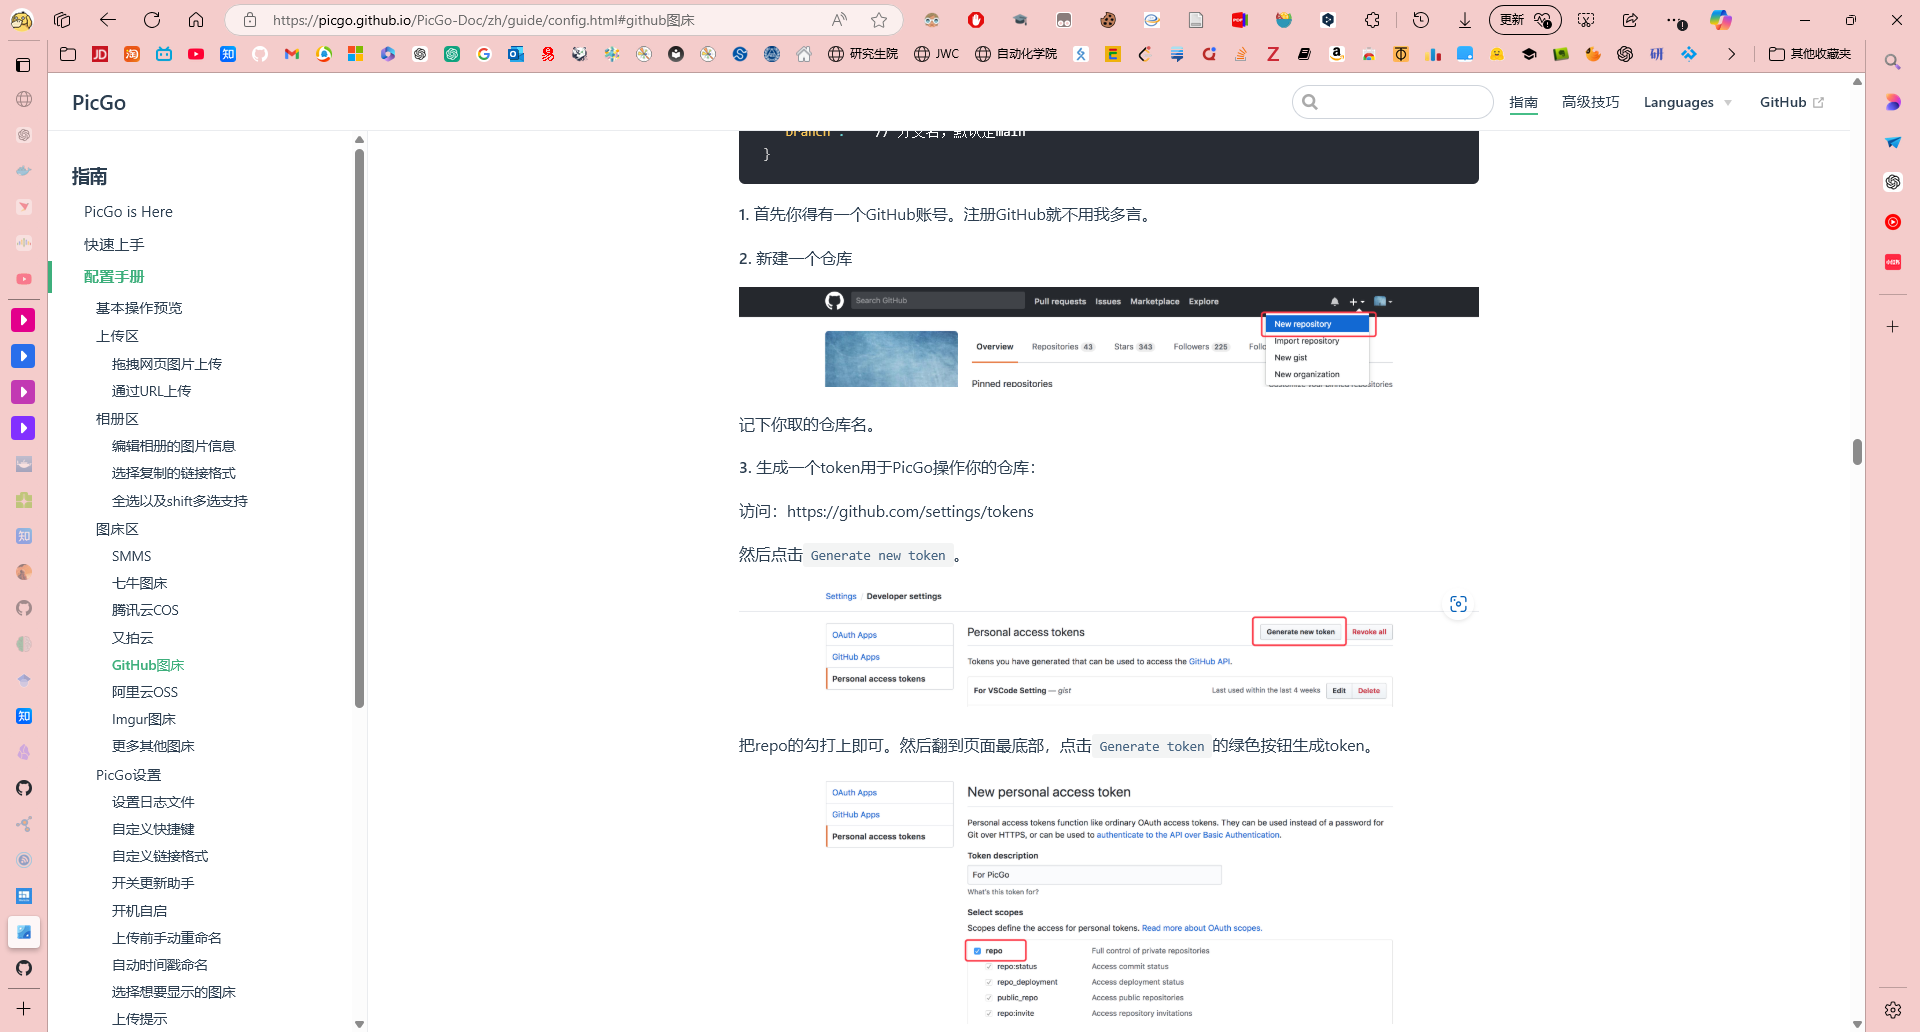 https://picgo.github.io/PicGo-Doc/zh/guide/config.html#github图床
更新
研究生院
JWC
自动化学院
其他收藏夹
PicGo
指南
高级技巧
Languages
GitHub
指南
PicGo is Here
快速上手
配置手册
基本操作预览
上传区
拖拽网页图片上传
通过URL上传
相册区
编辑相册的图片信息
选择复制的链接格式
全选以及shift多选支持
图床区
SMMS
七牛图床
腾讯云COS
又拍云
GitHub图床
阿里云OSS
Imgur图床
更多其他图床
PicGo设置
设置日志文件
自定义快捷键
自定义链接格式
开关更新助手
开机自启
上传前手动重命名
自动时间戳命名
选择想要显示的图床
上传提示
"branch": "" // 分支名，默认是main
}
1. 首先你得有一个GitHub账号。注册GitHub就不用我多言。
2. 新建一个仓库
Search GitHub
Pull requests Issues Marketplace Explore
New repository
Import repository
New gist
New organization
Overview Repositories 43 Stars 343 Followers 225
Pinned repositories
记下你取的仓库名。
3. 生成一个token用于PicGo操作你的仓库：
访问：https://github.com/settings/tokens
然后点击 Generate new token 。
Settings / Developer settings
OAuth Apps
GitHub Apps
Personal access tokens
Personal access tokens
Generate new token
Revoke all
Tokens you have generated that can be used to access the GitHub API.
For VSCode Setting — gist
Last used within the last 4 weeks
Edit
Delete
把repo的勾打上即可。然后翻到页面最底部，点击 Generate token 的绿色按钮生成token。
OAuth Apps
GitHub Apps
Personal access tokens
New personal access token
Personal access tokens function like ordinary OAuth access tokens. They can be used instead of a password for
Git over HTTPS, or can be used to authenticate to the API over Basic Authentication.
Token description
For PicGo
What's this token for?
Select scopes
Scopes define the access for personal tokens. Read more about OAuth scopes.
repo Full control of private repositories
repo:status Access commit status
repo_deployment Access deployment status
public_repo Access public repositories
repo:invite Access repository invitations